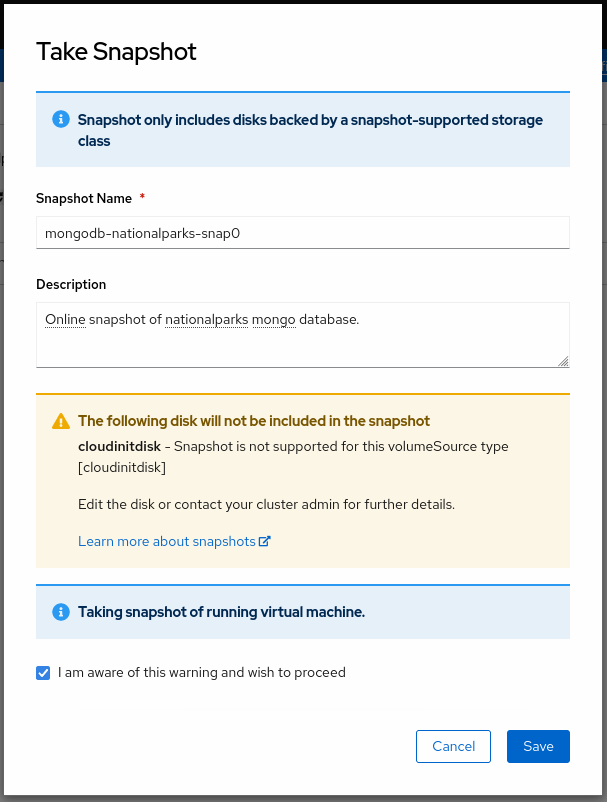 Take Snapshot
Snapshot only includes disks backed by a snapshot-supported storage
class
Snapshot Name *
mongodb-nationalparks-snap0
Description
Online snapshot of nationalparks mongo database.
The following disk will not be included in the snapshot
cloudinitdisk - Snapshot is not supported for this volumeSource type
[cloudinitdisk]
Edit the disk or contact your cluster admin for further details.
Learn more about snapshots
Taking snapshot of running virtual machine.
I am aware of this warning and wish to proceed
Cancel Save